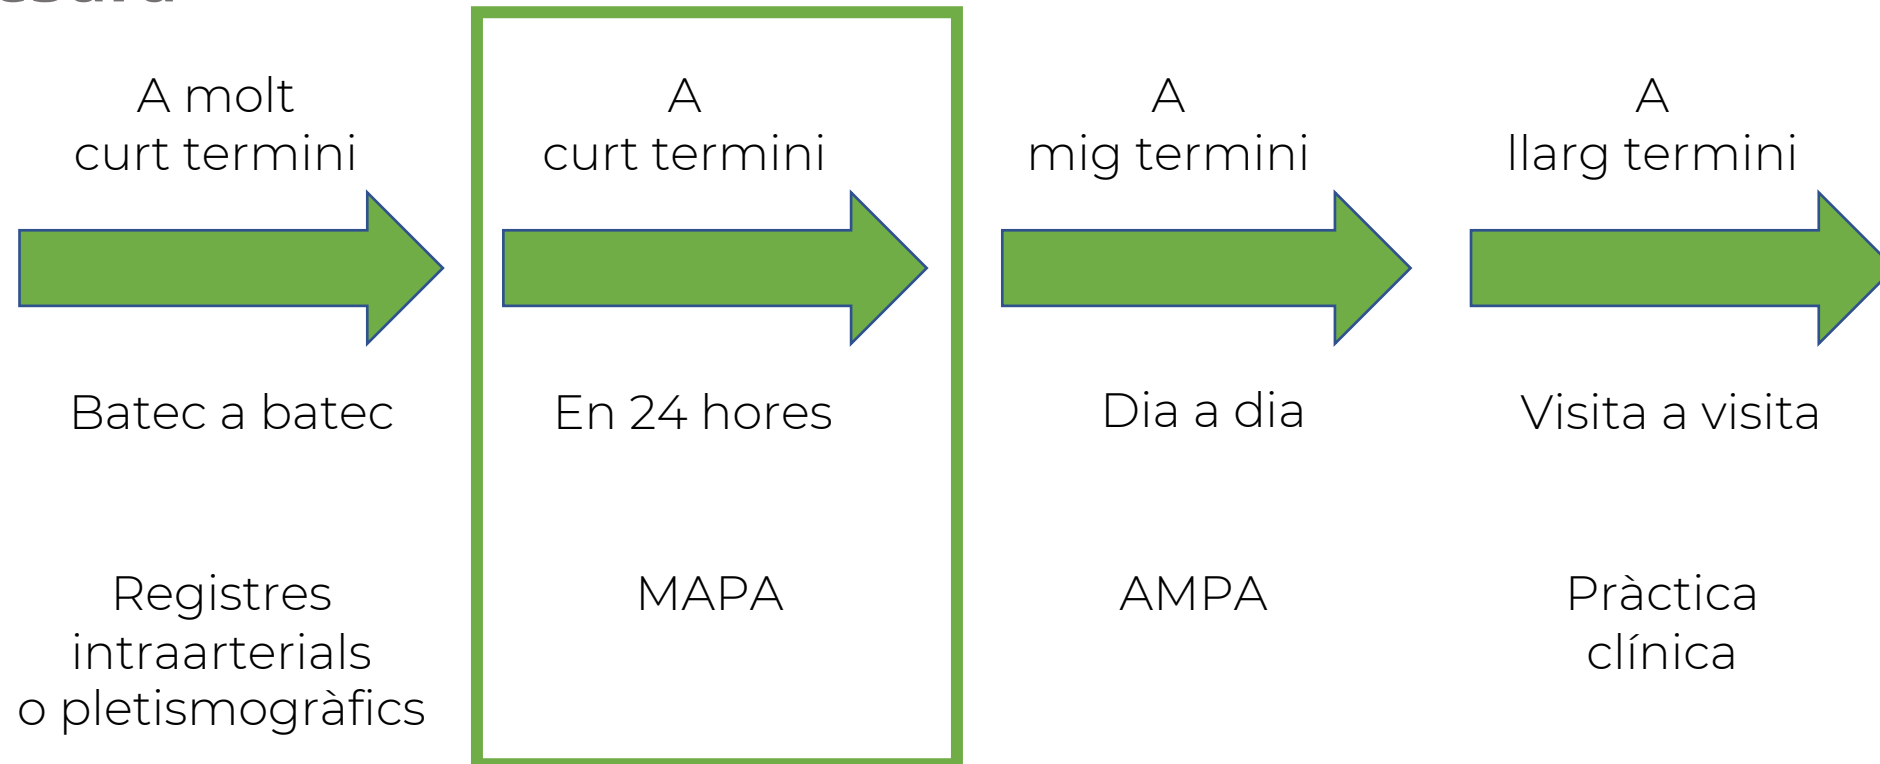 A molt
curt termini
A
curt termini
A
mig termini
A
llarg termini
Batec a batec
En 24 hores
Dia a dia
Visita a visita
Registres
intraarterials
o pletismogràfics
MAPA
AMPA
Pràctica
clínica